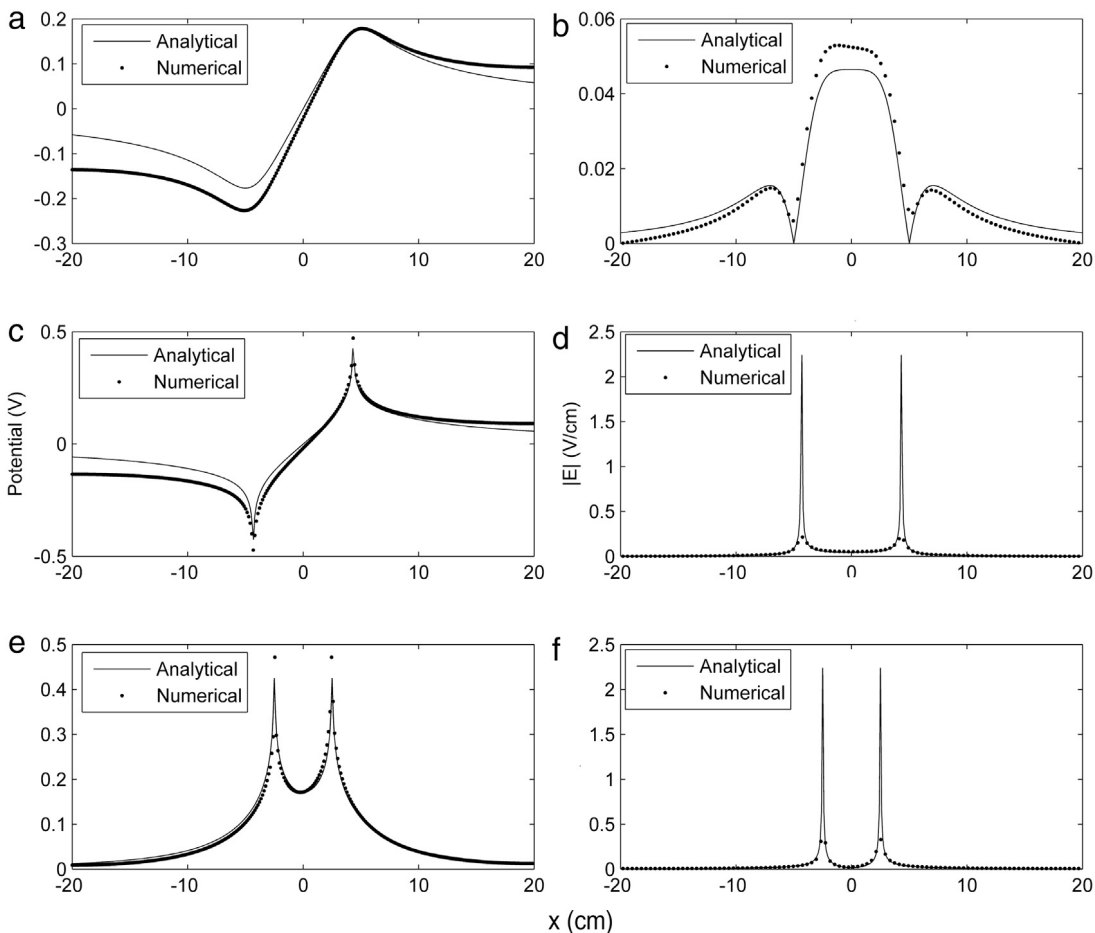 a
0.2
0.1
0
-0.1
-0.2
-0.3
-20 -10 0 10 20
Analytical
Numerical
b
0.06
0.04
0.02
0
-20 -10 0 10 20
Analytical
Numerical
c
0.5
0
-0.5
-20 -10 0 10 20
Potential (V)
Analytical
Numerical
d
2.5
2
1.5
1
0.5
0
-20 -10 0 10 20
|E| (V/cm)
Analytical
Numerical
e
0.5
0.4
0.3
0.2
0.1
0
-20 -10 0 10 20
Analytical
Numerical
f
2.5
2
1.5
1
0.5
0
-20 -10 0 10 20
Analytical
Numerical
x (cm)